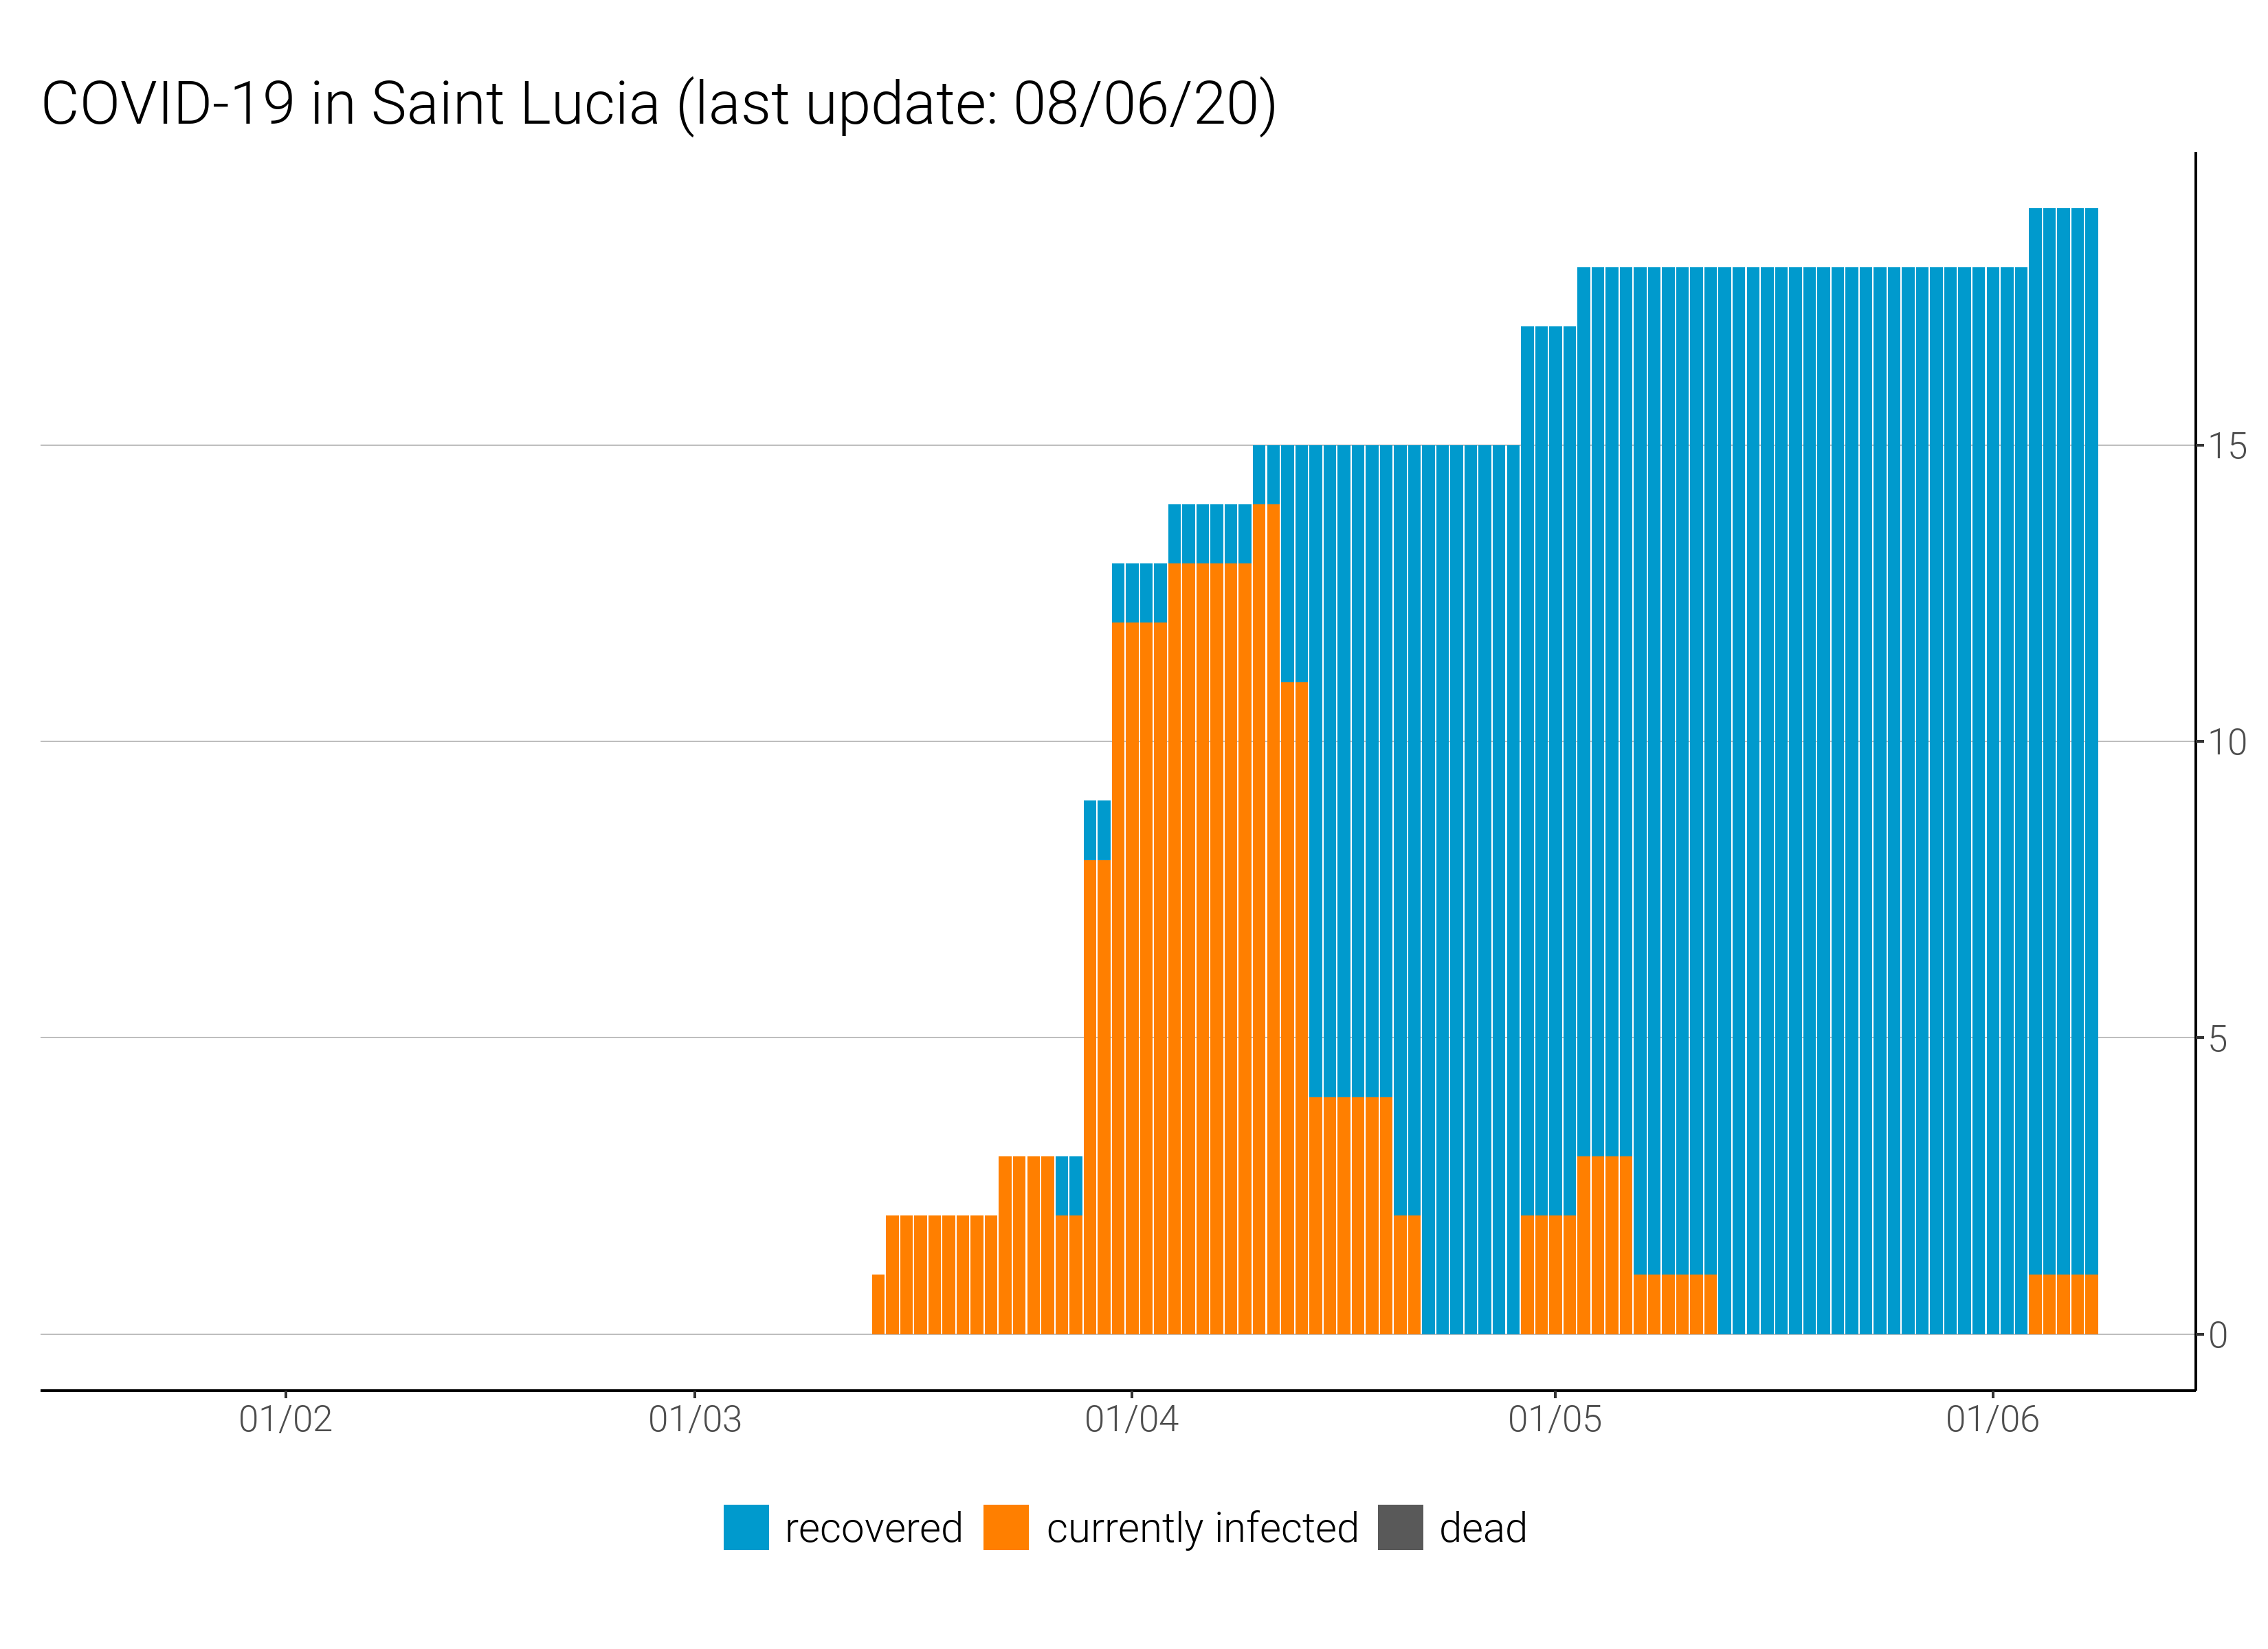 COVID-19 in Saint Lucia (last update: 08/06/20)
15
10
5
0
01/02 01/03 01/04 01/05 01/06
recovered currently infected dead